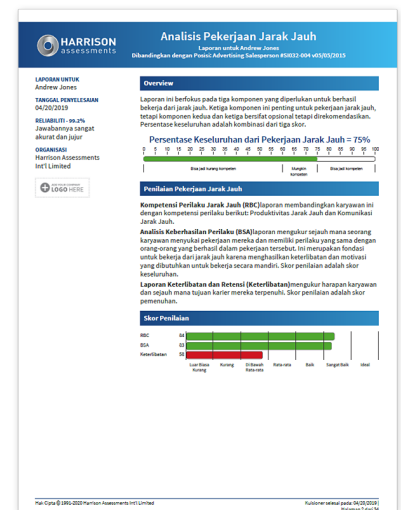 HARRISON
assessments
Analisis Pekerjaan Jarak Jauh
Laporan untuk Andrew Jones
Dibandingkan dengan Posisi: Advertising Salesperson #SI032-004 v05/03/2015
LAPORAN UNTUK
Andrew Jones
TANGGAL PENYELESAIAN
04/20/2019
RELIABILITI - 99.2%
Jawabannya sangat
akurat dan jujur
ORGANISASI
Harrison Assessments
Int'l Limited
LOGO HERE
Overview
Laporan ini berfokus pada tiga komponen yang diperlukan untuk berhasil
bekerja dari jarak jauh. Ketiga komponen ini penting untuk pekerjaan jarak jauh,
tetapi komponen kedua dan ketiga bersifat opsional tetapi direkomendasikan.
Persentase keseluruhan adalah kombinasi dari tiga skor.
Persentase Keseluruhan dari Pekerjaan Jarak Jauh = 75%
0 5 10 15 20 25 30 35 40 45 50 55 60 65 70 75 80 85 90 95 100
Bisa jadi kurang kompeten
Mungkin
kompeten
Bisa jadi kompeten
Penilaian Pekerjaan Jarak Jauh
Kompetensi Perilaku Jarak Jauh (RBC)laporan membandingkan karyawan ini
dengan kompetensi perilaku berikut: Produktivitas Jarak Jauh dan Komunikasi
Jarak Jauh.
Analisis Keberhasilan Perilaku (BSA)laporan mengukur sejauh mana seorang
karyawan menyukai pekerjaan mereka dan memiliki perilaku yang sama dengan
orang-orang yang berhasil dalam pekerjaan tersebut. Ini merupakan fondasi
untuk bekerja dari jarak jauh karena menghasilkan keterlibatan dan motivasi
yang dibutuhkan untuk bekerja secara mandiri. Skor penilaian adalah skor
keseluruhan.
Laporan Keterlibatan dan Retensi (Keterlibatan)mengukur harapan karyawan
dan sejauh mana tujuan karier mereka terpenuhi. Skor penilaian adalah skor
pemenuhan.
Skor Penilaian
RBC
BSA
Keterlibatan
Luar Biasa
Kurang
Kurang
Di Bawah
Rata-rata
Rata-rata
Baik
Sangat Baik
Ideal
Hak Cipta © 1991-2020 Harrison Assessments Int'l Limited
Kuisioner selesai pada: 04/20/2019 |